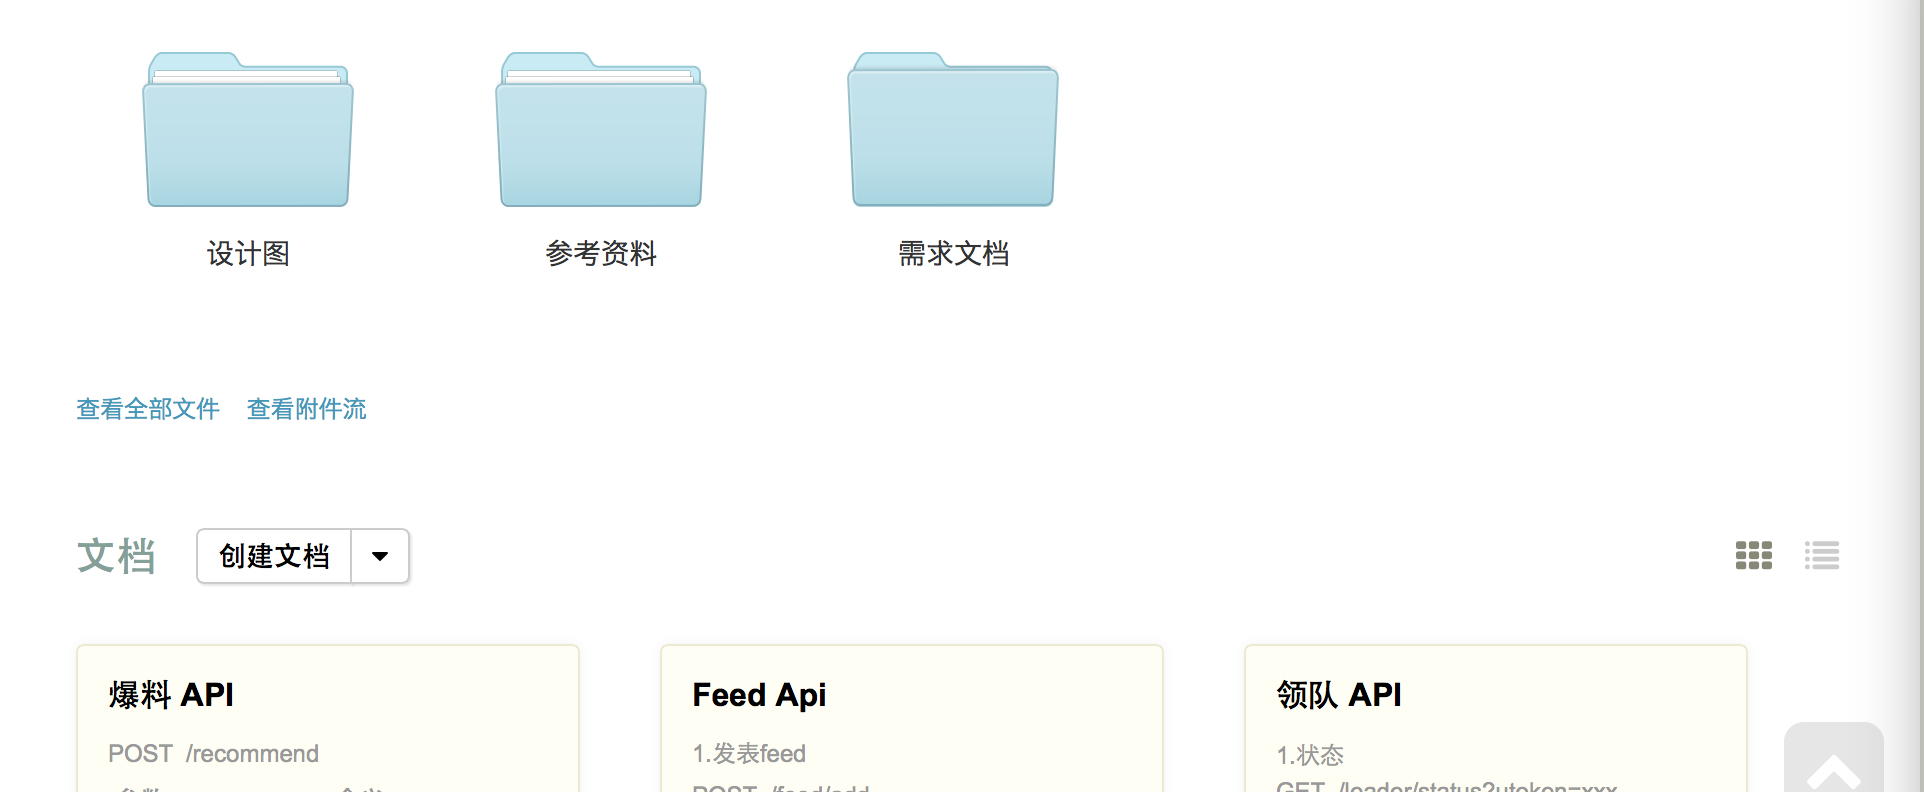 设计图
参考资料
需求文档
查看全部文件 查看附件流
文档 创建文档
爆料 API
POST /recommend
Feed Api
1.发表feed
POST /feed/add
领队 API
1.状态
GET /leader/status?utoken=xxx